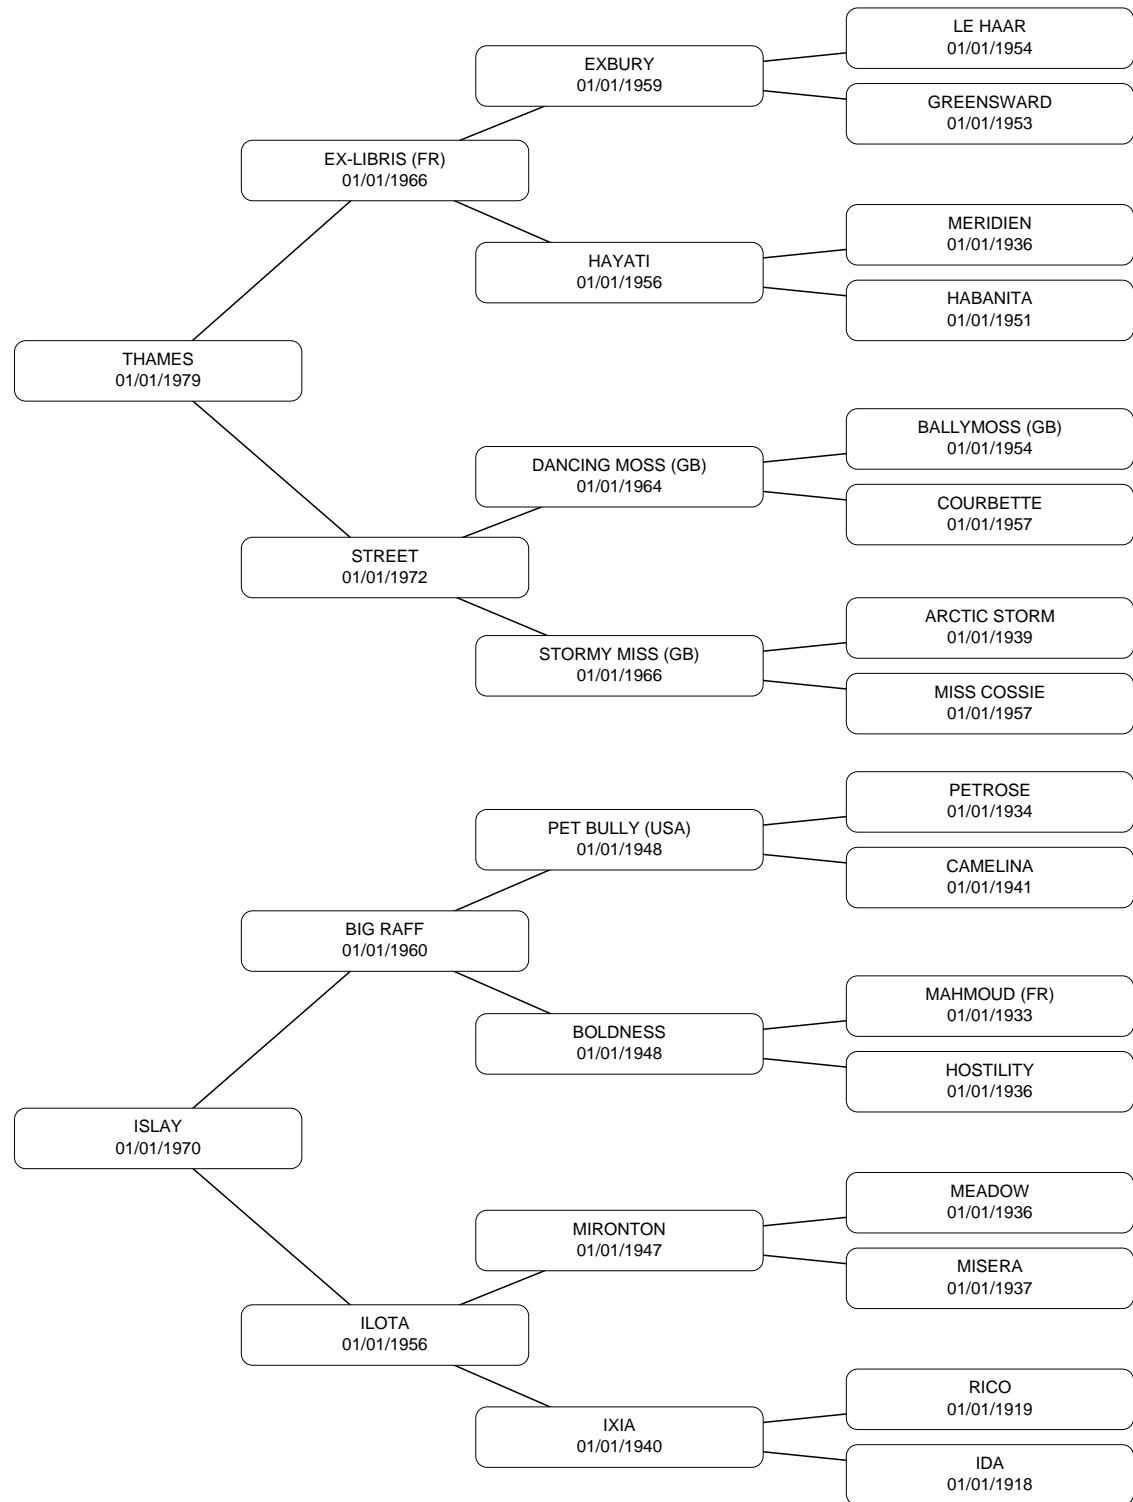 LE HAAR
01/01/1954
EXBURY
01/01/1959
GREENSWARD
01/01/1953
EX-LIBRIS (FR)
01/01/1966
MERIDIEN
01/01/1936
HAYATI
01/01/1956
HABANITA
01/01/1951
THAMES
01/01/1979
BALLYMOSS (GB)
01/01/1954
DANCING MOSS (GB)
01/01/1964
COURBETTE
01/01/1957
STREET
01/01/1972
ARCTIC STORM
01/01/1939
STORMY MISS (GB)
01/01/1966
MISS COSSIE
01/01/1957
PETROSE
01/01/1934
PET BULLY (USA)
01/01/1948
CAMELINA
01/01/1941
BIG RAFF
01/01/1960
MAHMOUD (FR)
01/01/1933
BOLDNESS
01/01/1948
HOSTILITY
01/01/1936
ISLAY
01/01/1970
MEADOW
01/01/1936
MIRONTON
01/01/1947
MISERA
01/01/1937
ILOTA
01/01/1956
RICO
01/01/1919
IXIA
01/01/1940
IDA
01/01/1918